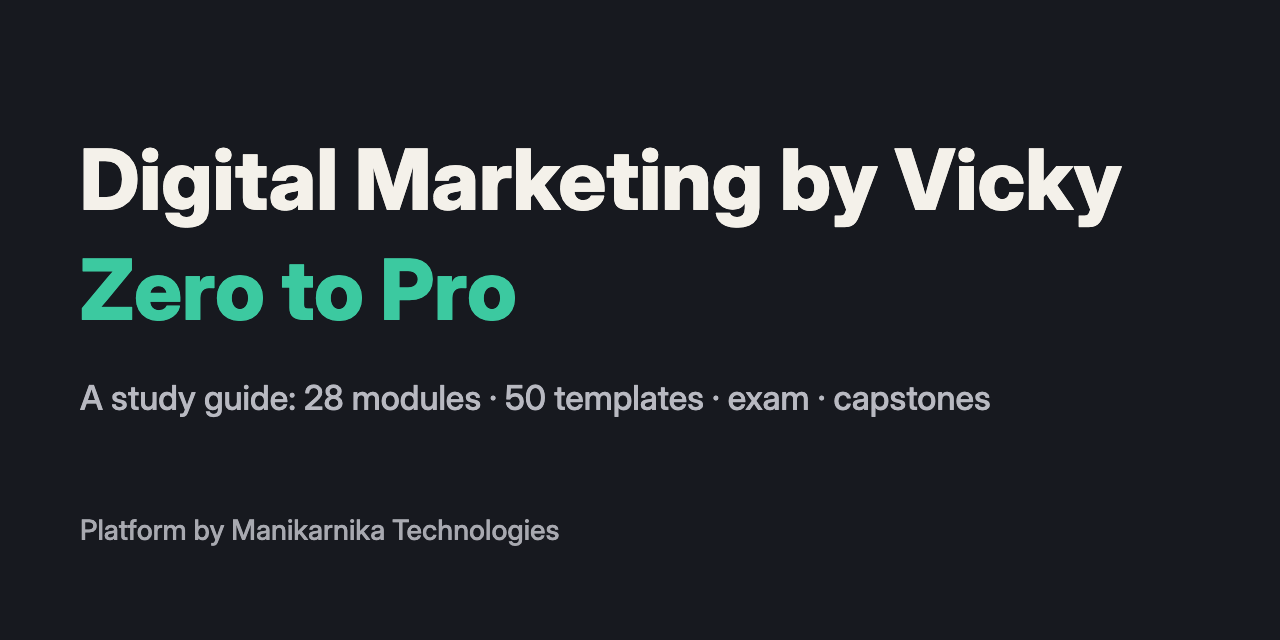 Digital Marketing by Vicky
Zero to Pro
A study guide: 28 modules · 50 templates · exam · capstones
Platform by Manikarnika Technologies